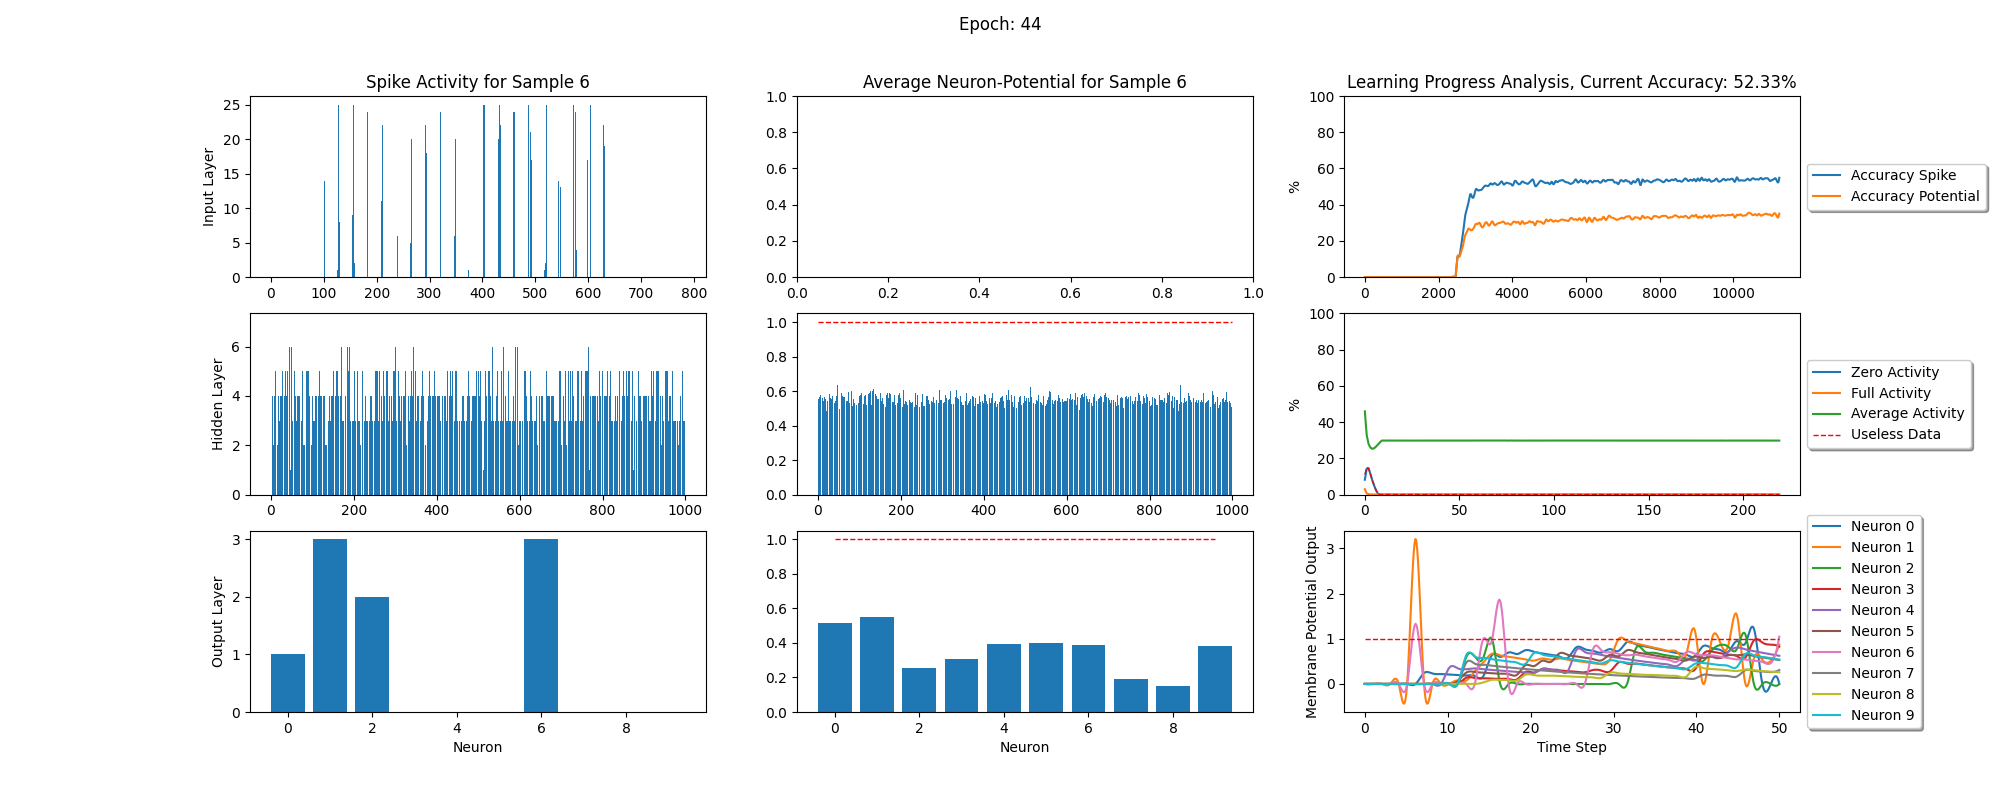 Epoch: 44
Spike Activity for Sample 6
Average Neuron-Potential for Sample 6
Learning Progress Analysis, Current Accuracy: 52.33%
Input Layer
25
20
15
10
5
0
0 100 200 300 400 500 600 700 800
1.0
0.8
0.6
0.4
0.2
0.0
0.0 0.2 0.4 0.6 0.8 1.0
%
100
80
60
40
20
0
0 2000 4000 6000 8000 10000
Accuracy Spike
Accuracy Potential
Hidden Layer
6
4
2
0
0 200 400 600 800 1000
1.0
0.8
0.6
0.4
0.2
0.0
0 200 400 600 800 1000
%
100
80
60
40
20
0
0 50 100 150 200
Zero Activity
Full Activity
Average Activity
Useless Data
Output Layer
3
2
1
0
0 2 4 6 8
Neuron
1.0
0.8
0.6
0.4
0.2
0.0
0 2 4 6 8
Neuron
Membrane Potential Output
3
2
1
0
0 10 20 30 40 50
Time Step
Neuron 0
Neuron 1
Neuron 2
Neuron 3
Neuron 4
Neuron 5
Neuron 6
Neuron 7
Neuron 8
Neuron 9